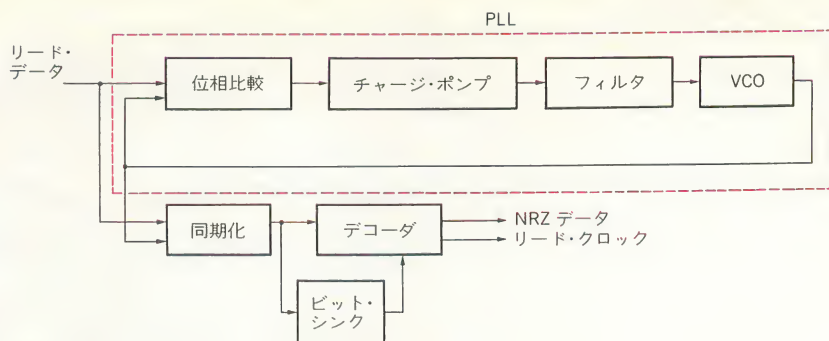 PLL
リード・
データ
位相比較
チャージ・ポンプ
フィルタ
VCO
同期化
デコーダ
NRZ データ
リード・クロック
ビット・
シンク